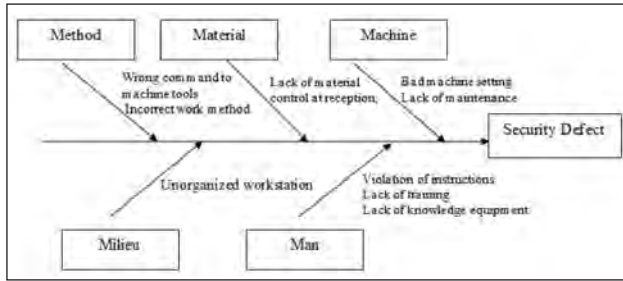 Method
Material
Machine
Wrong command to
machine tools
Incorrect work method
Lack of material
control at reception,
Bad machine setting
Lack of maintenance
Security Defect
Unorganized workstation
Violation of instructions
Lack of training
Lack of knowledge equipment
Milieu
Man